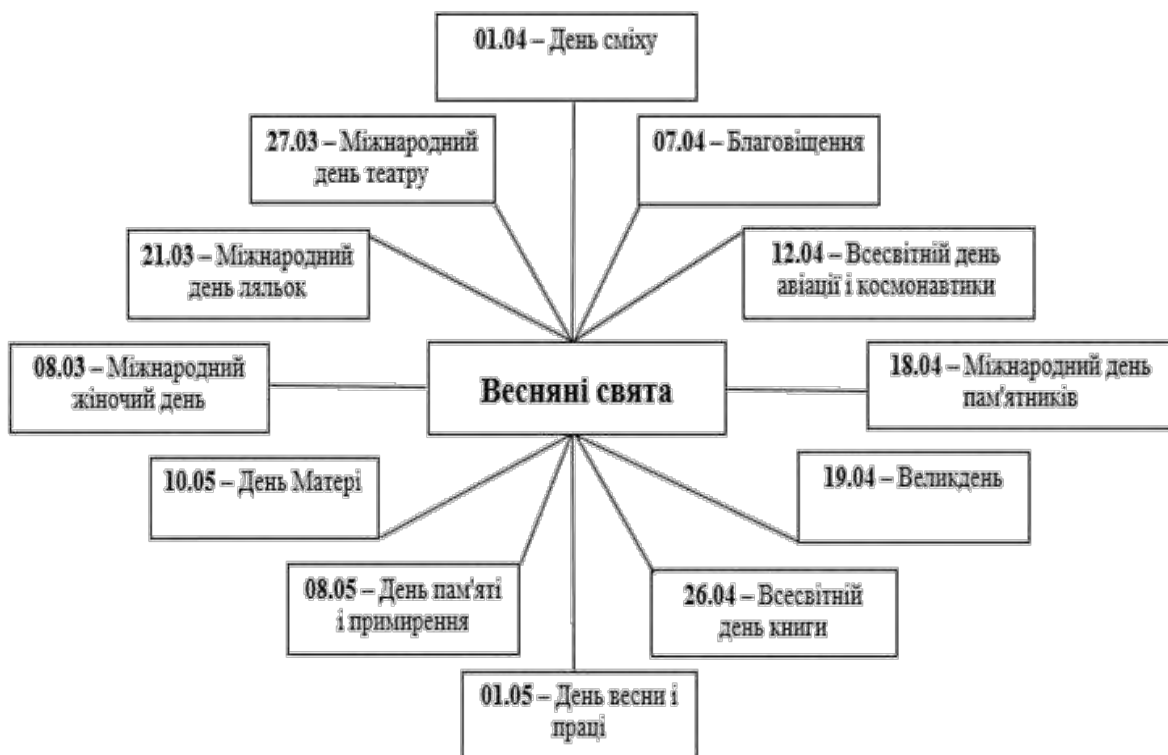 01.04 – День сміху
27.03 – Міжнародний
день театру
07.04 – Благовіщення
21.03 – Міжнародний
день ляльок
12.04 – Всесвітній день
авіації і космонавтики
08.03 – Міжнародний
жіночий день
Весняні свята
18.04 – Міжнародний день
пам'ятників
10.05 – День Матері
19.04 – Великдень
08.05 – День пам'яті
і примирення
26.04 – Всесвітній
день книги
01.05 – День весни і
праці